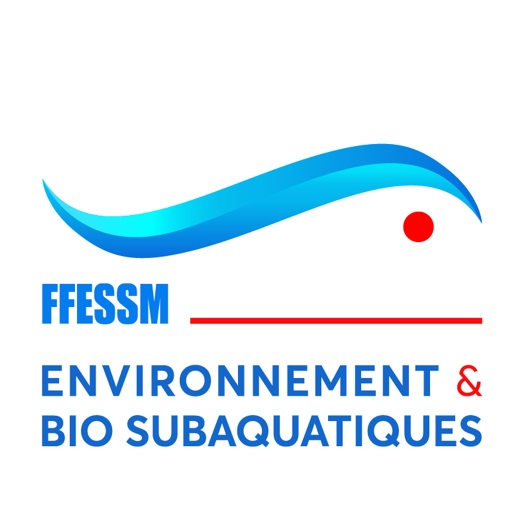 FFESSM
ENVIRONNEMENT &
BIO SUBAQUATIQUES